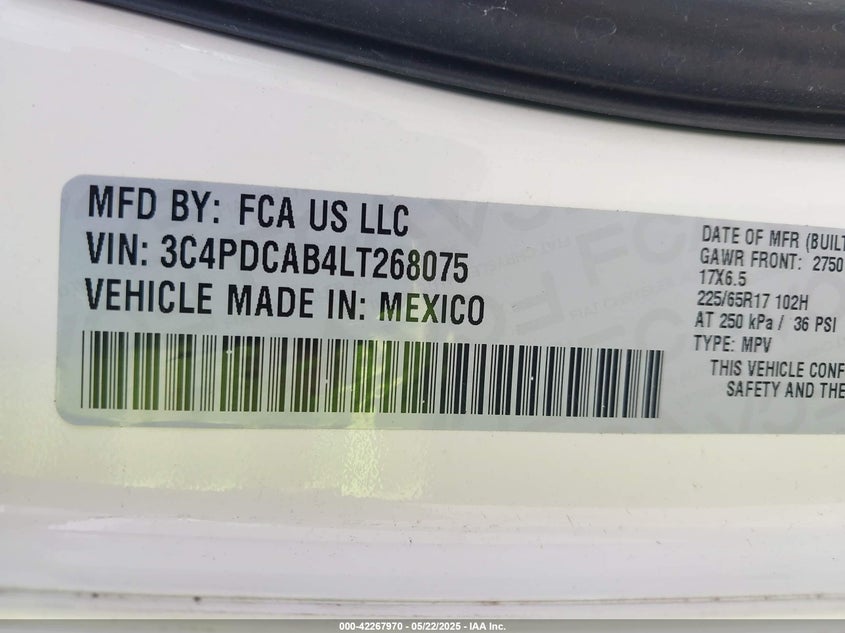 MFD BY: FCA US LLC
VIN: 3C4PDCAB4LT268075
VEHICLE MADE IN: MEXICO
DATE OF MFR (BUILT
GAWR FRONT: 2750
17X6.5
225/65R17 102H
AT 250 kPa / 36 PSI
TYPE: MPV
THIS VEHICLE CONF
SAFETY AND THE
000-42267970 - 05/22/2025 - IAA Inc.